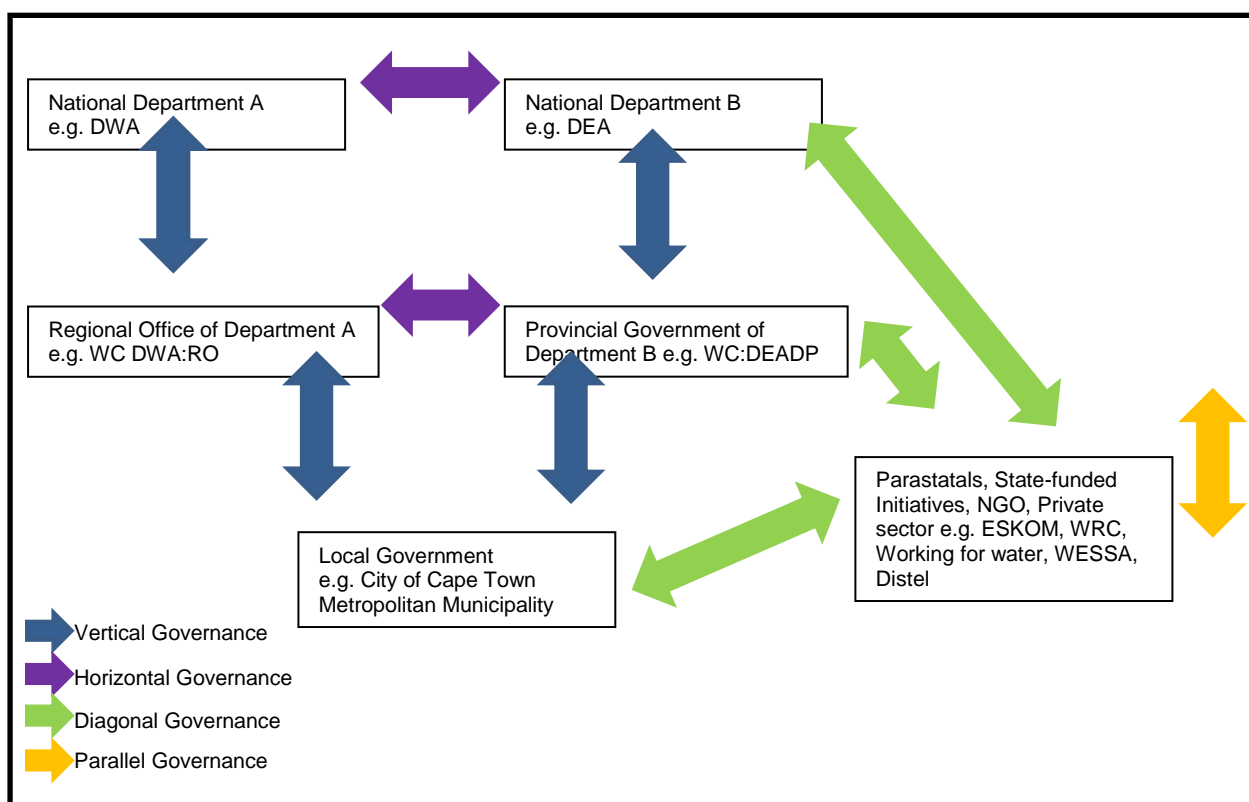 National Department A
e.g. DWA
National Department B
e.g. DEA
Regional Office of Department A
e.g. WC DWA:RO
Provincial Government of
Department B e.g. WC:DEADP
Parastatals, State-funded
Initiatives, NGO, Private
sector e.g. ESKOM, WRC,
Working for water, WESSA,
Distel
Local Government
e.g. City of Cape Town
Metropolitan Municipality
Vertical Governance
Horizontal Governance
Diagonal Governance
Parallel Governance